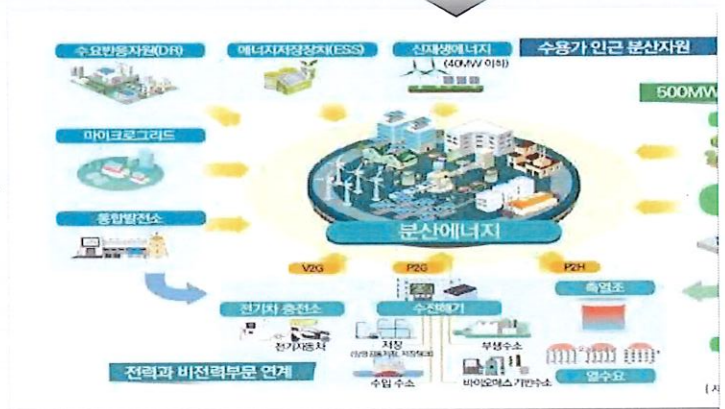 수요반응자원(DR)
에너지저장장치(ESS)
신재생에너지
(40MW 이하)
수용가 인근 분산자원
500MW
마이크로그리드
통합발전소
분산에너지
V2G
P2G
P2H
전기차 충전소
수전해기
축열조
전기자동차
저장
부생수소
수입 수소
바이오매스 기반수소
열수요
전력과 비전력부문 연계